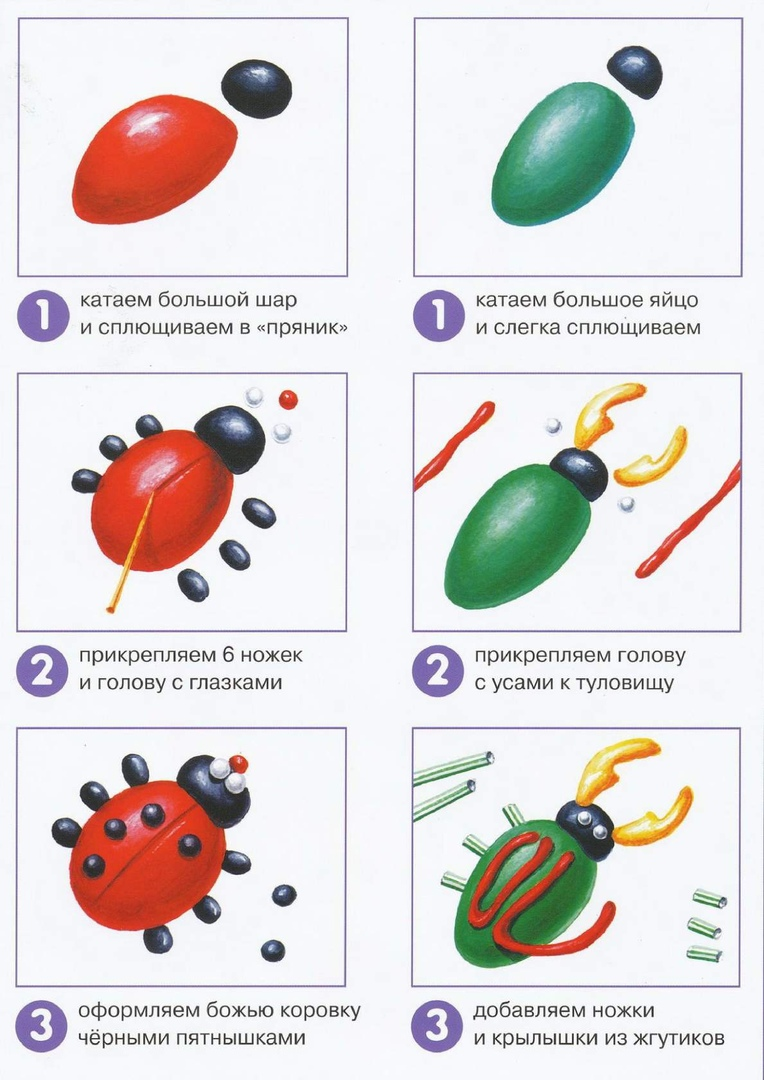 1 катаем большой шар
и сплющиваем в «пряник»
1 катаем большое яйцо
и слегка сплющиваем
2 прикрепляем 6 ножек
и голову с глазками
2 прикрепляем голову
с усами к туловищу
3 оформляем божью коровку
чёрными пятнышками
3 добавляем ножки
и крылышки из жгутиков